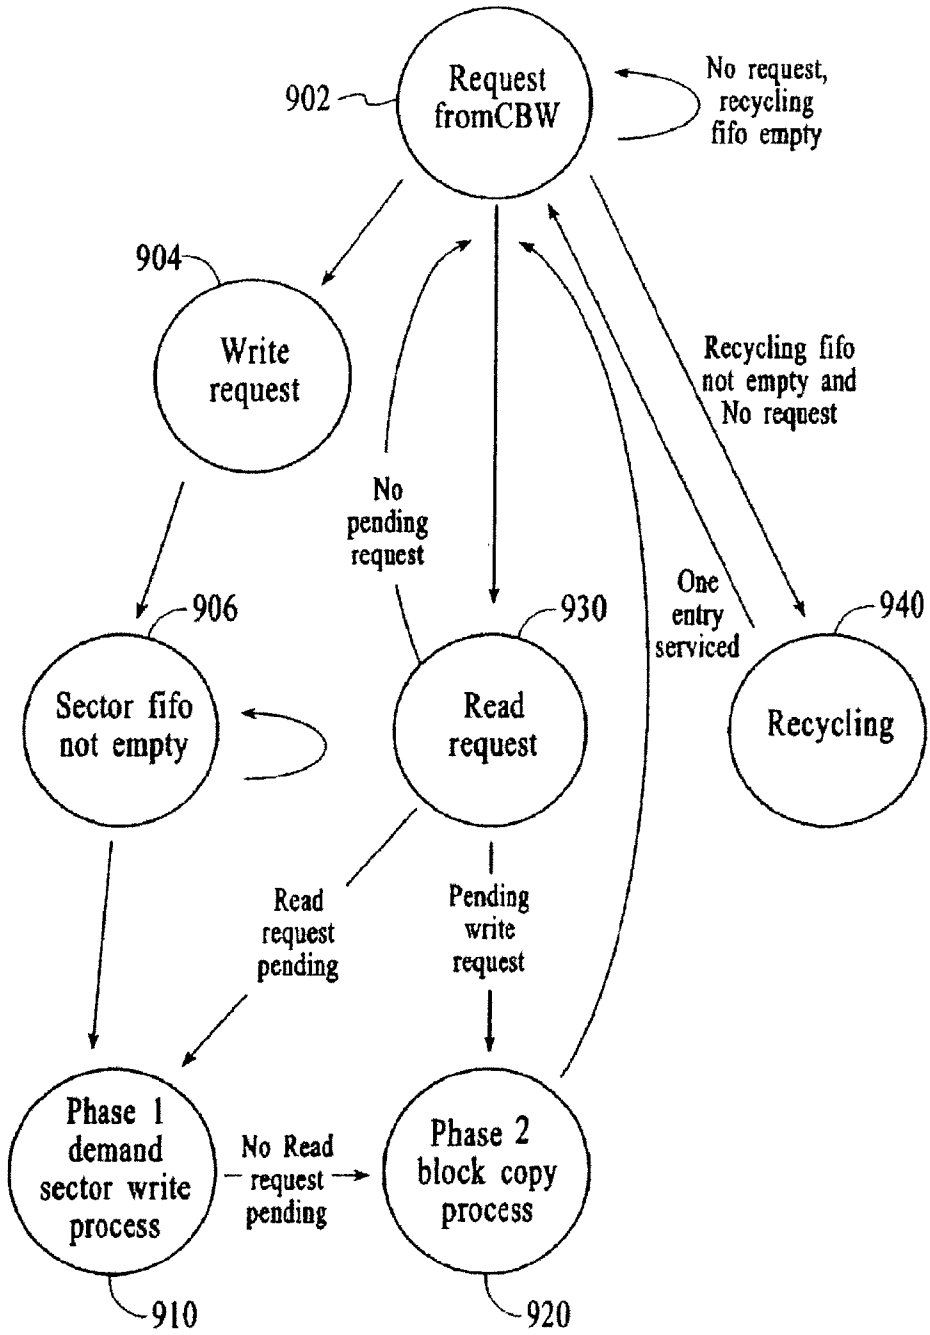 Request
fromCBW
902
No request,
recycling
fifo empty
904
Write
request
Recycling fifo
not empty and
No request
No
pending
request
One
entry
serviced
906
Sector fifo
not empty
930
Read
request
940
Recycling
Read
request
pending
Pending
write
request
Phase 1
demand
sector write
process
910
No Read
request
pending
Phase 2
block copy
process
920